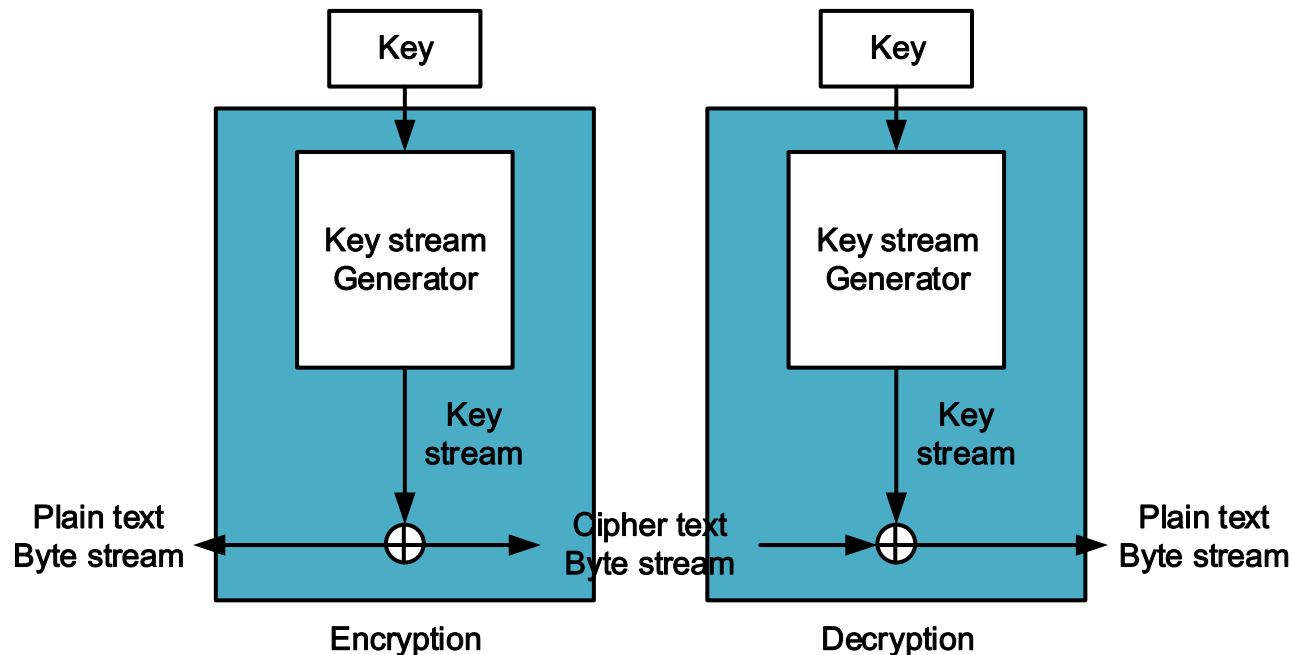 Key
Key
Key stream
Generator
Key stream
Generator
Key
stream
Key
stream
Plain text
Byte stream
Cipher text
Byte stream
Plain text
Byte stream
Encryption
Decryption